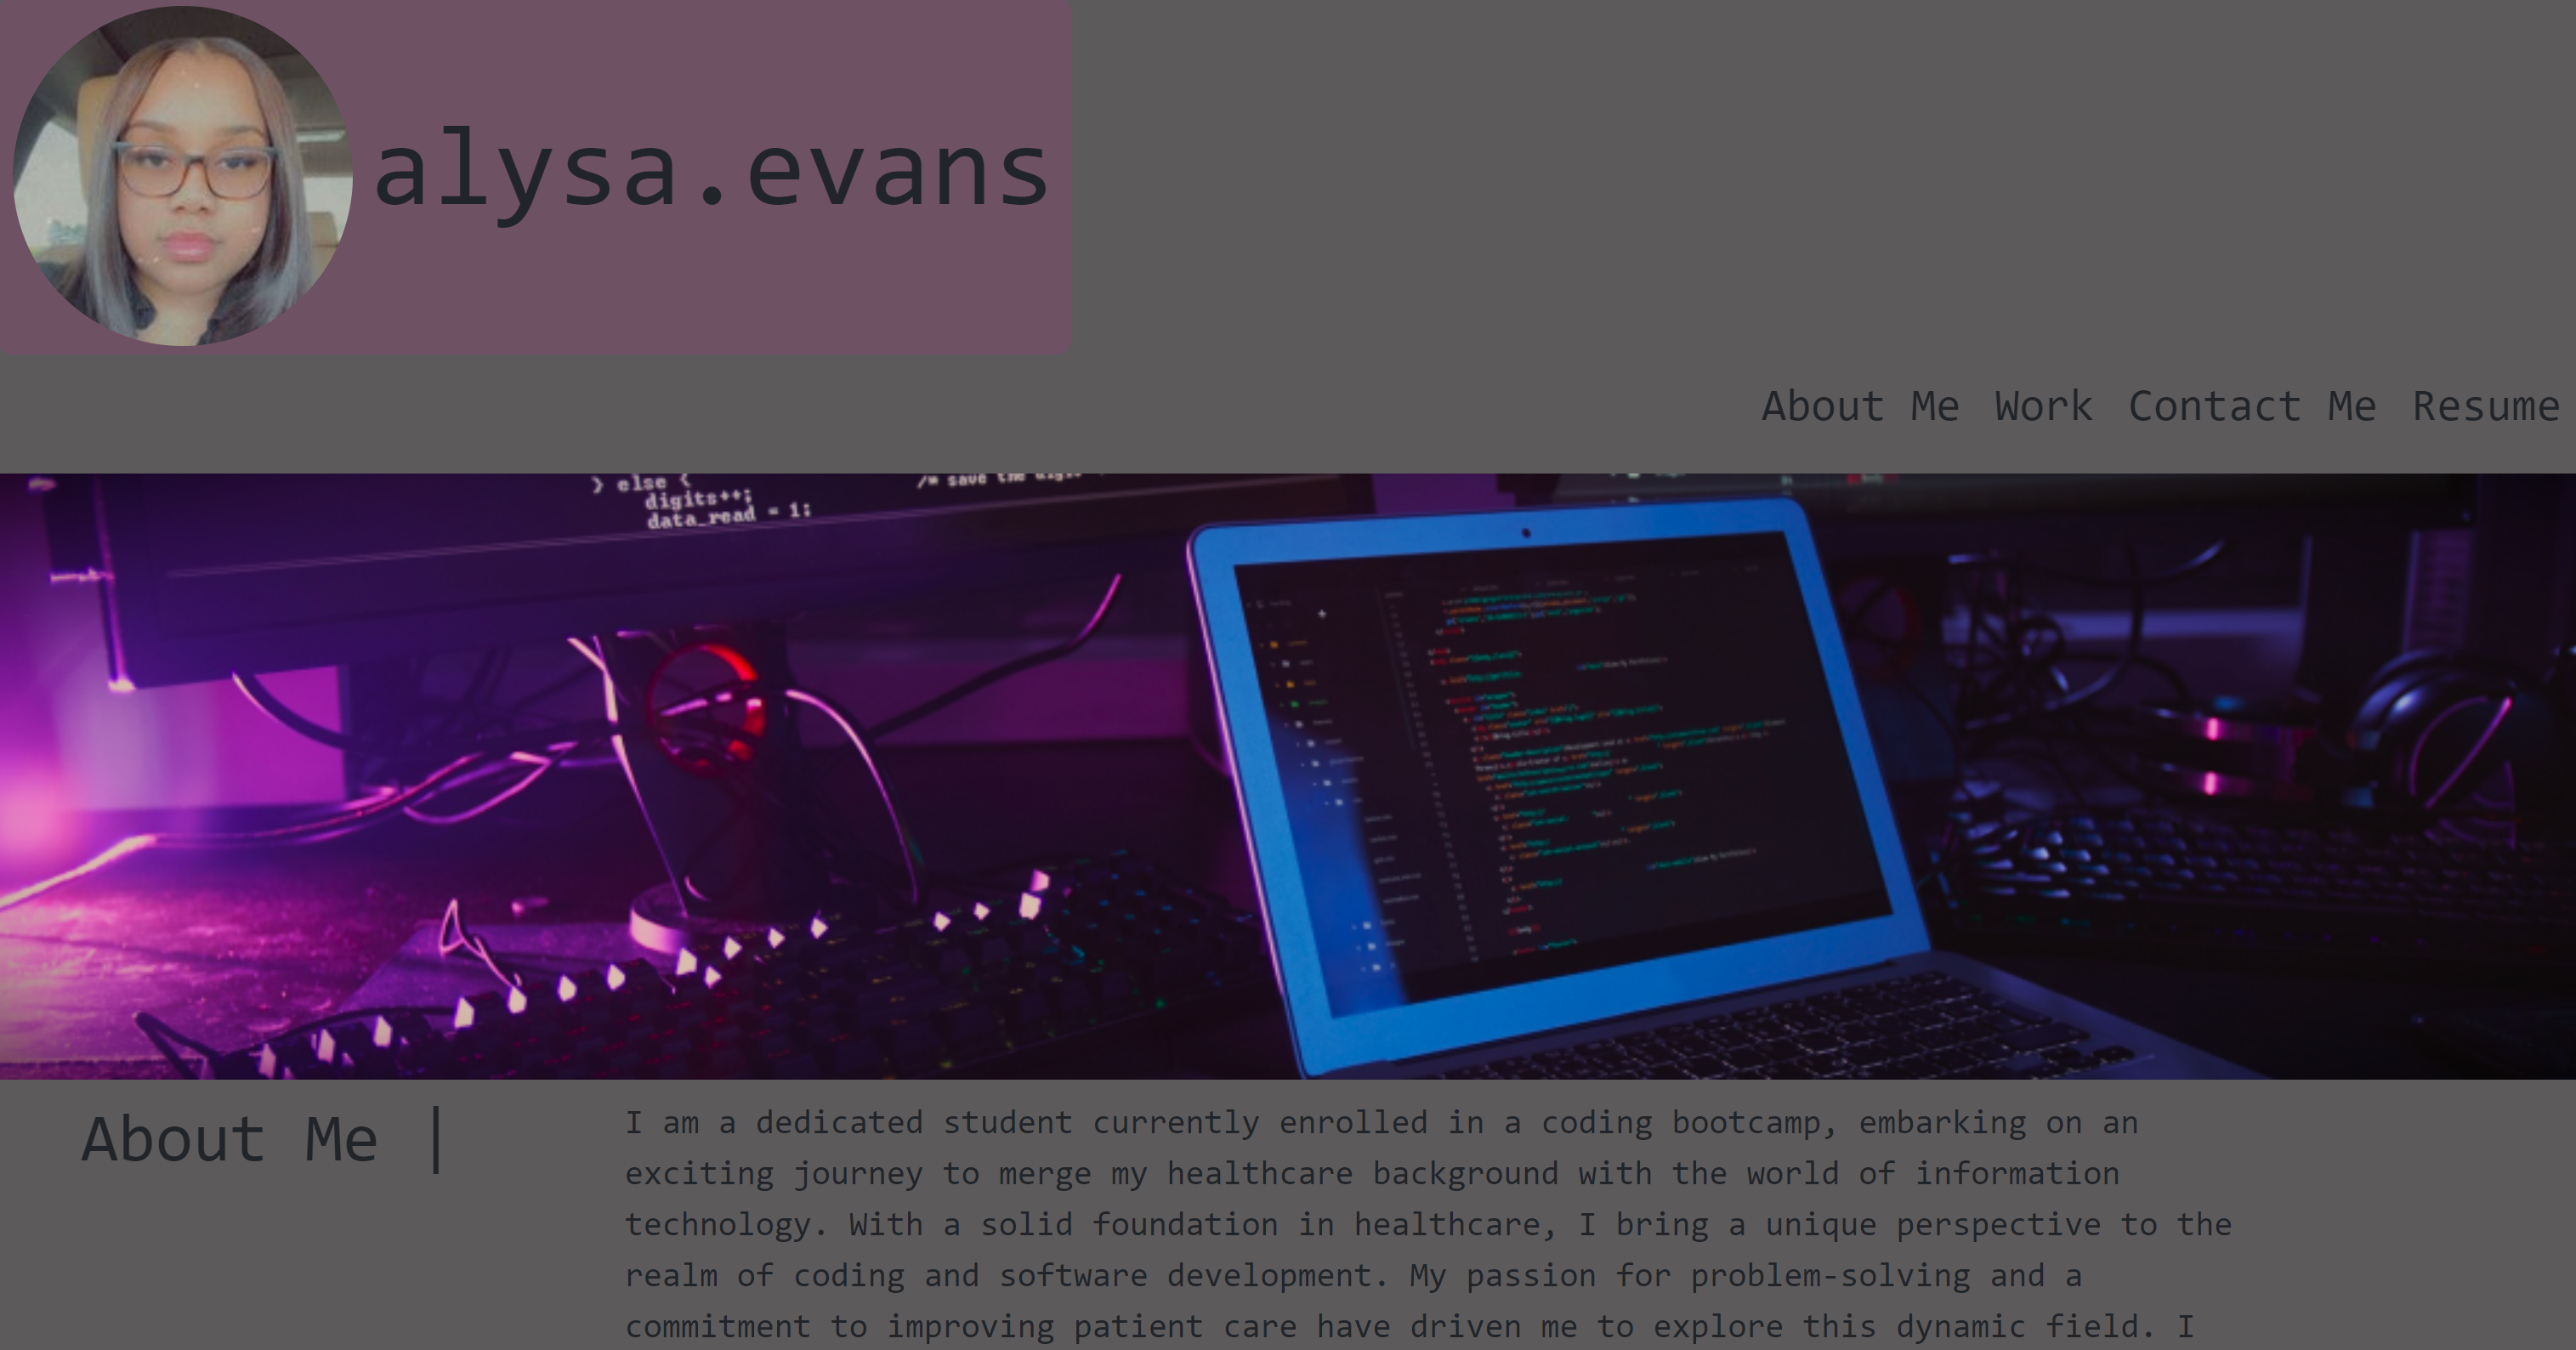 alysa.evans
About Me Work Contact Me Resume
} else {
digits++;
data_read = 1;
/* save the digit
About Me |
I am a dedicated student currently enrolled in a coding bootcamp, embarking on an
exciting journey to merge my healthcare background with the world of information
technology. With a solid foundation in healthcare, I bring a unique perspective to the
realm of coding and software development. My passion for problem-solving and a
commitment to improving patient care have driven me to explore this dynamic field. I